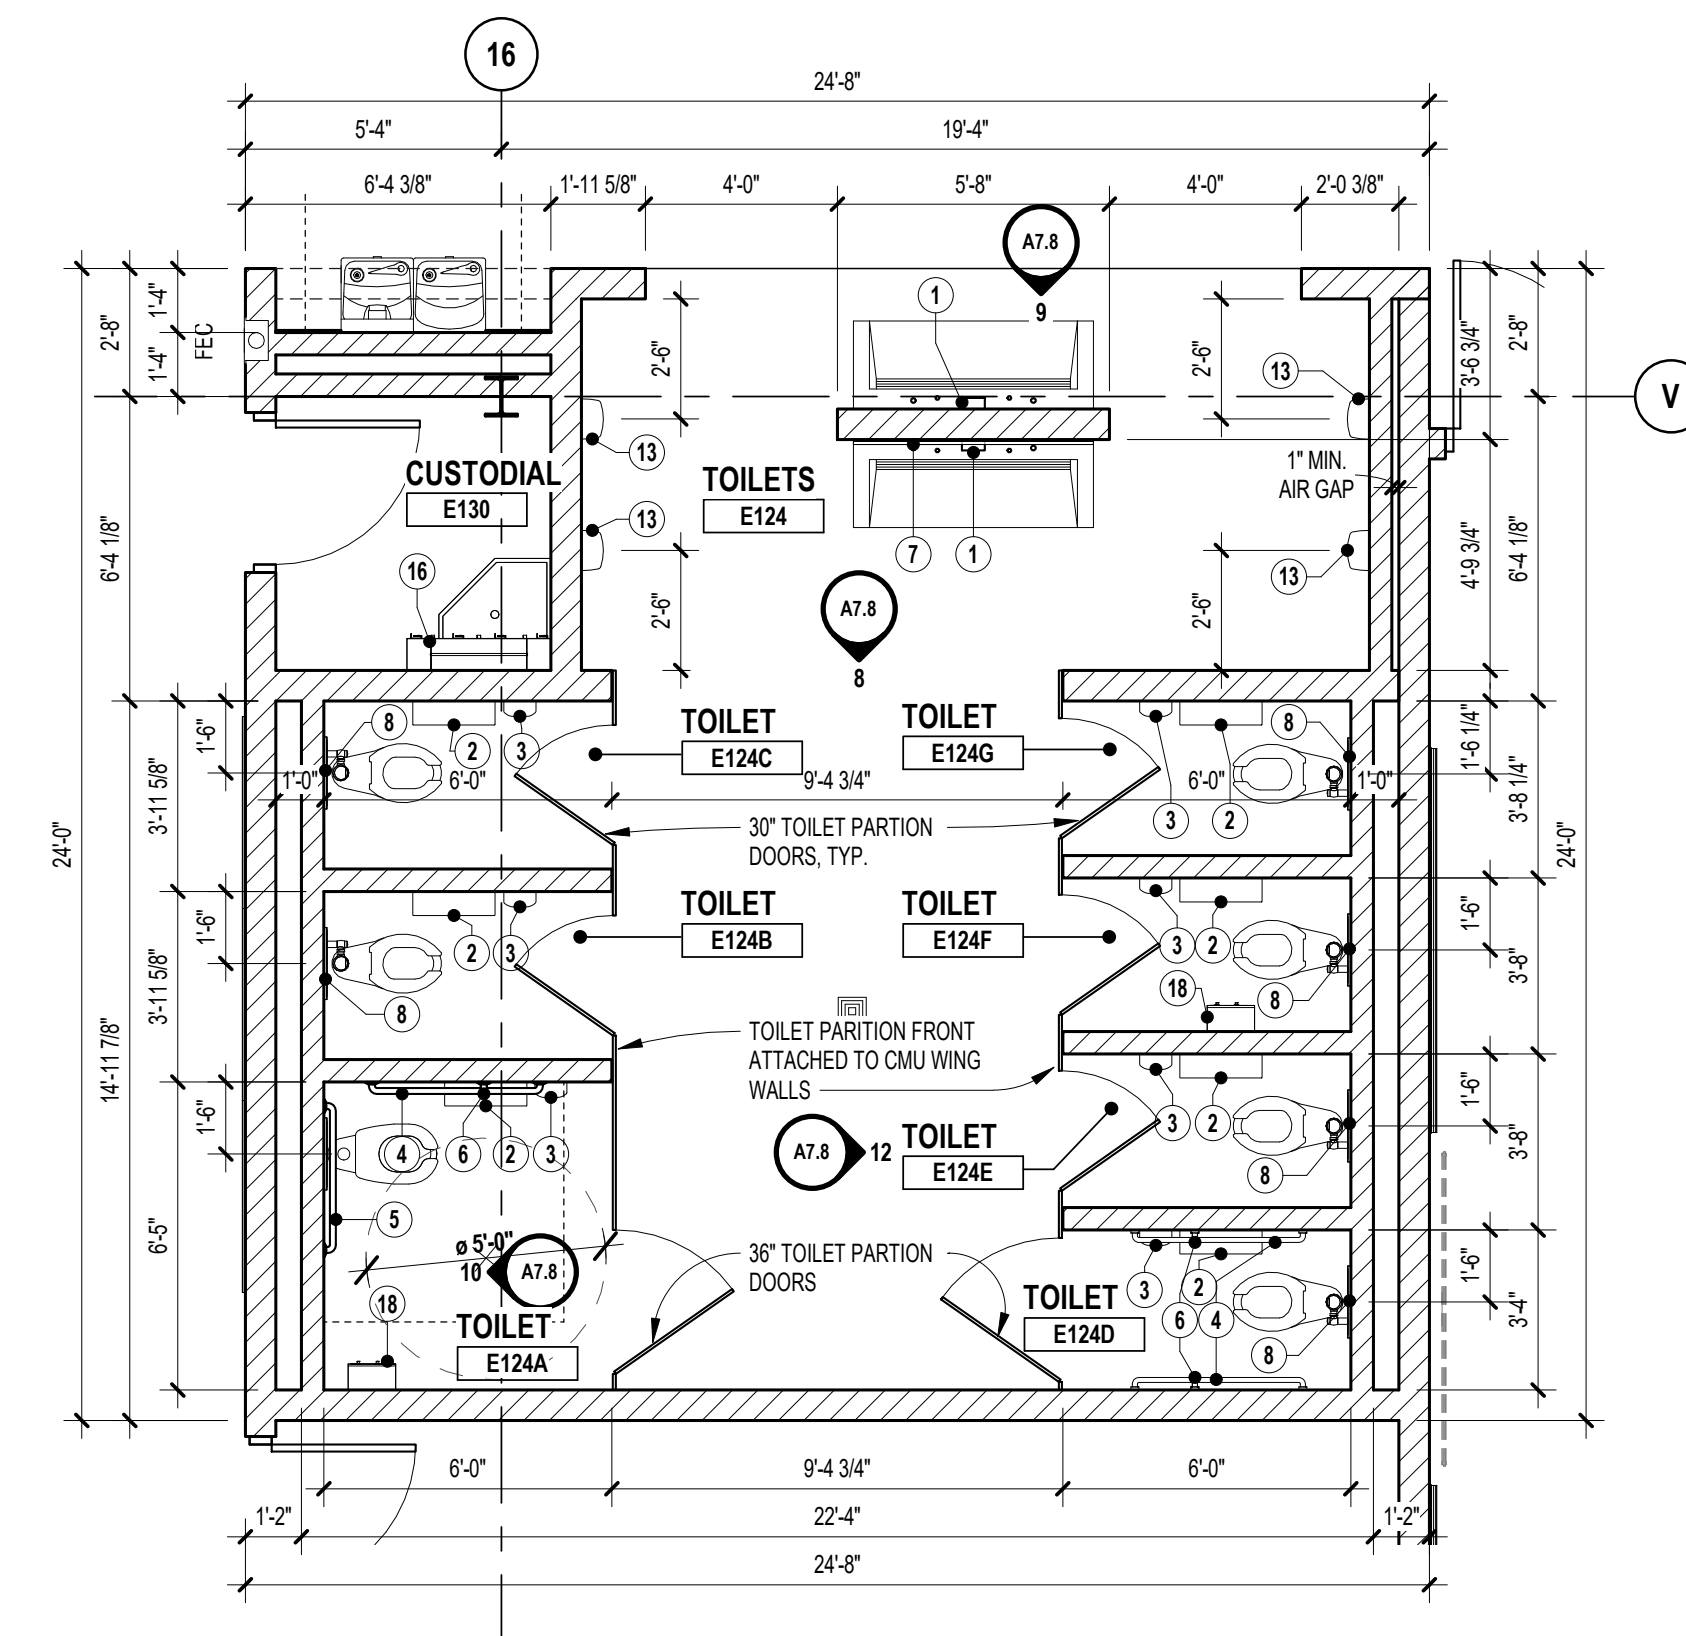 16
24'-8"
5'-4"
19'-4"
6'-4 3/8"
1'-11 5/8"
4'-0"
5'-8"
4'-0"
2'-0 3/8"
A7.8
9
1
1'-4"
2'-8"
1'-4"
FEC
2'-6"
2'-6"
13
3'-6 3/4"
2'-8"
V
CUSTODIAL
E130
13
TOILETS
E124
1" MIN.
AIR GAP
13
7
1
13
16
6'-4 1/8"
4'-9 3/4"
6'-4 1/8"
A7.8
8
2'-6"
2'-6"
8
2
3
TOILET
E124C
TOILET
E124G
8
1'-6"
1'-0"
6'-0"
9'-4 3/4"
6'-0"
1'-0"
1'-6 1/4"
3'-11 5/8"
3
2
3'-8 1/4"
30" TOILET PARTION
DOORS, TYP.
24'-0"
24'-0"
1'-6"
2
3
TOILET
E124B
TOILET
E124F
3
2
1'-6"
8
18
8
3'-11 5/8"
3'-8"
TOILET PARITION FRONT
ATTACHED TO CMU WING
WALLS
14'-11 7/8"
1'-6"
4
6
2
3
A7.8
12
TOILET
E124E
3
2
8
1'-6"
3'-8"
5
6'-5"
ø 5'-0"
10
A7.8
36" TOILET PARTION
DOORS
18
TOILET
E124A
TOILET
E124D
3
2
6
4
8
1'-6"
3'-4"
6'-0"
9'-4 3/4"
6'-0"
1'-2"
22'-4"
1'-2"
24'-8"